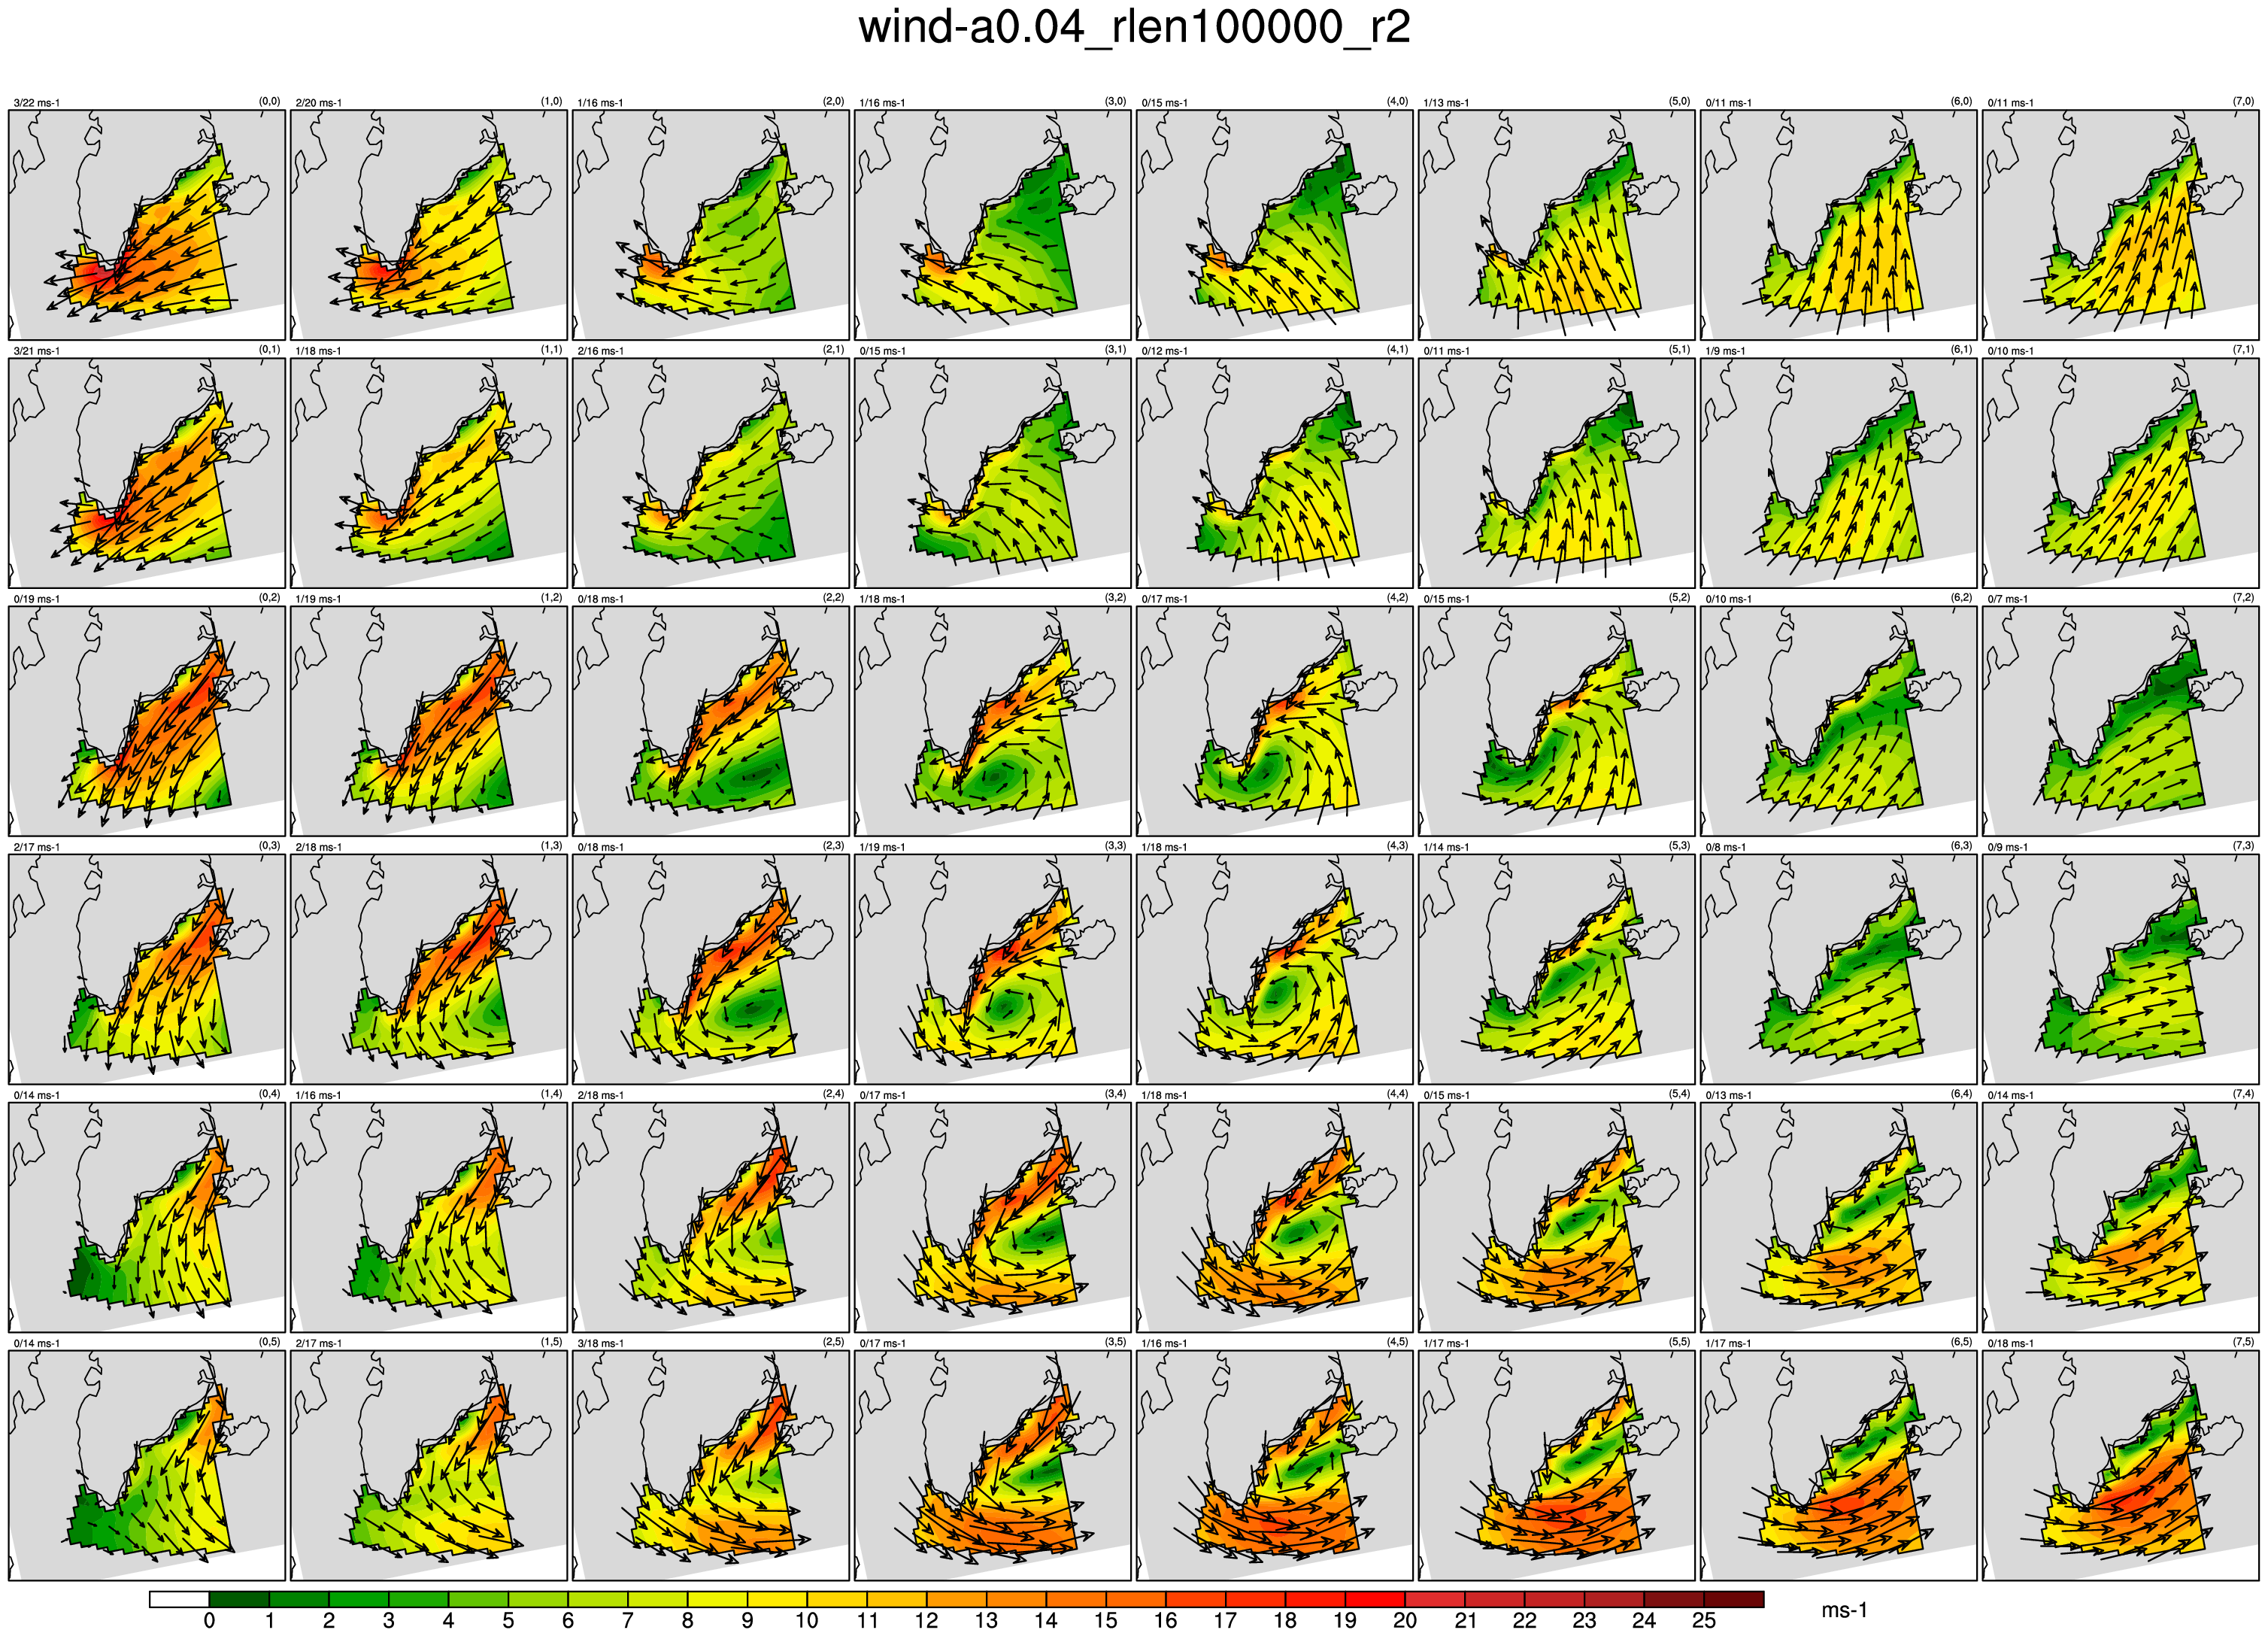 wind-a0.04_rlen100000_r2
3/22 ms-1 (0,0) 2/20 ms-1 (1,0) 1/16 ms-1 (2,0) 1/16 ms-1 (3,0) 0/15 ms-1 (4,0) 1/13 ms-1 (5,0) 0/11 ms-1 (6,0) 0/11 ms-1 (7,0)
3/21 ms-1 (0,1) 1/18 ms-1 (1,1) 2/16 ms-1 (2,1) 0/15 ms-1 (3,1) 0/12 ms-1 (4,1) 0/11 ms-1 (5,1) 1/9 ms-1 (6,1) 0/10 ms-1 (7,1)
0/19 ms-1 (0,2) 1/19 ms-1 (1,2) 0/18 ms-1 (2,2) 1/18 ms-1 (3,2) 0/17 ms-1 (4,2) 0/15 ms-1 (5,2) 0/10 ms-1 (6,2) 0/7 ms-1 (7,2)
2/17 ms-1 (0,3) 2/18 ms-1 (1,3) 0/18 ms-1 (2,3) 1/19 ms-1 (3,3) 1/18 ms-1 (4,3) 1/14 ms-1 (5,3) 0/8 ms-1 (6,3) 0/9 ms-1 (7,3)
0/14 ms-1 (0,4) 1/16 ms-1 (1,4) 2/18 ms-1 (2,4) 0/17 ms-1 (3,4) 1/18 ms-1 (4,4) 0/15 ms-1 (5,4) 0/13 ms-1 (6,4) 0/14 ms-1 (7,4)
0/14 ms-1 (0,5) 2/17 ms-1 (1,5) 3/18 ms-1 (2,5) 0/17 ms-1 (3,5) 1/16 ms-1 (4,5) 1/17 ms-1 (5,5) 1/17 ms-1 (6,5) 0/18 ms-1 (7,5)
0 1 2 3 4 5 6 7 8 9 10 11 12 13 14 15 16 17 18 19 20 21 22 23 24 25 ms-1